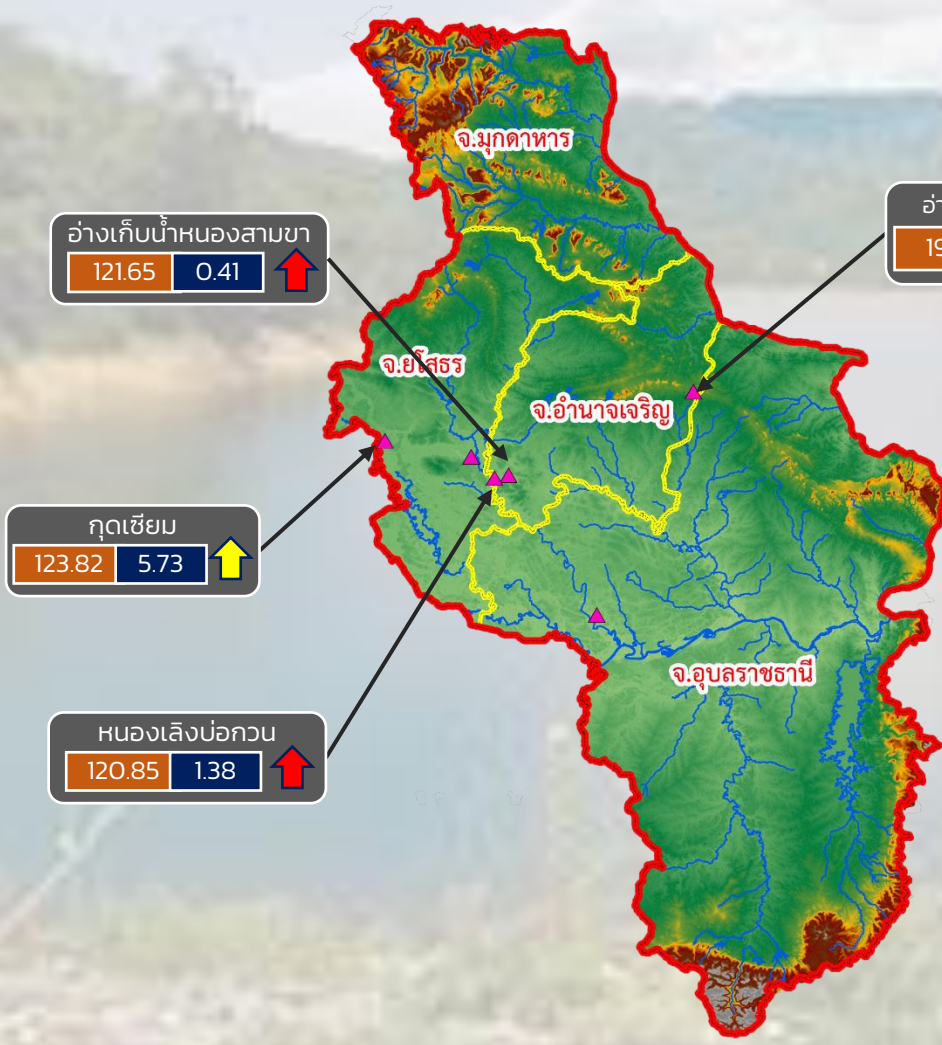 จ.มุกดาหาร
อ่างเก็บน้ำหนองสามขา
121.65 0.41
อ่า
19
จ.ยโสธร
จ.อำนาจเจริญ
กุดเซียม
123.82 5.73
จ.อุบลราชธานี
หนองเลิงบ่อกวน
120.85 1.38